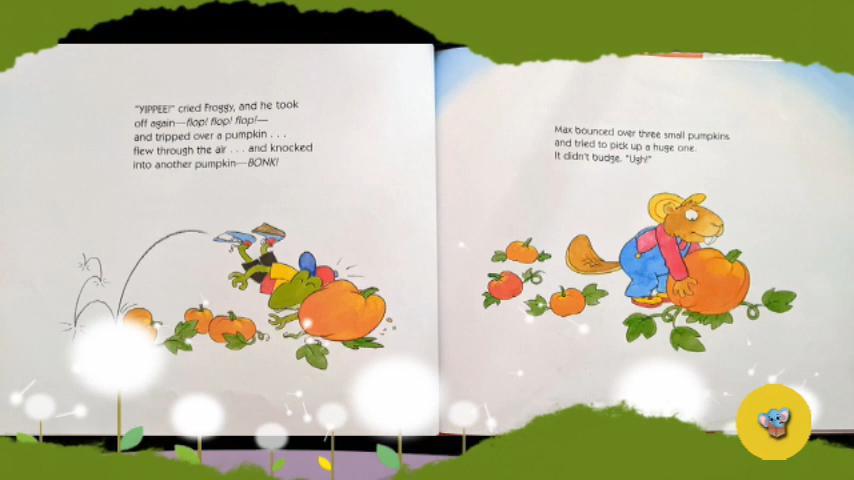 "YIPPEE!" cried Froggy, and he took
off again—flop! flop! flop!—
and tripped over a pumpkin . . .
flew through the air . . . and knocked
into another pumpkin—BONK!
Max bounced over three small pumpkins
and tried to pick up a huge one.
It didn't budge. "Ugh!"